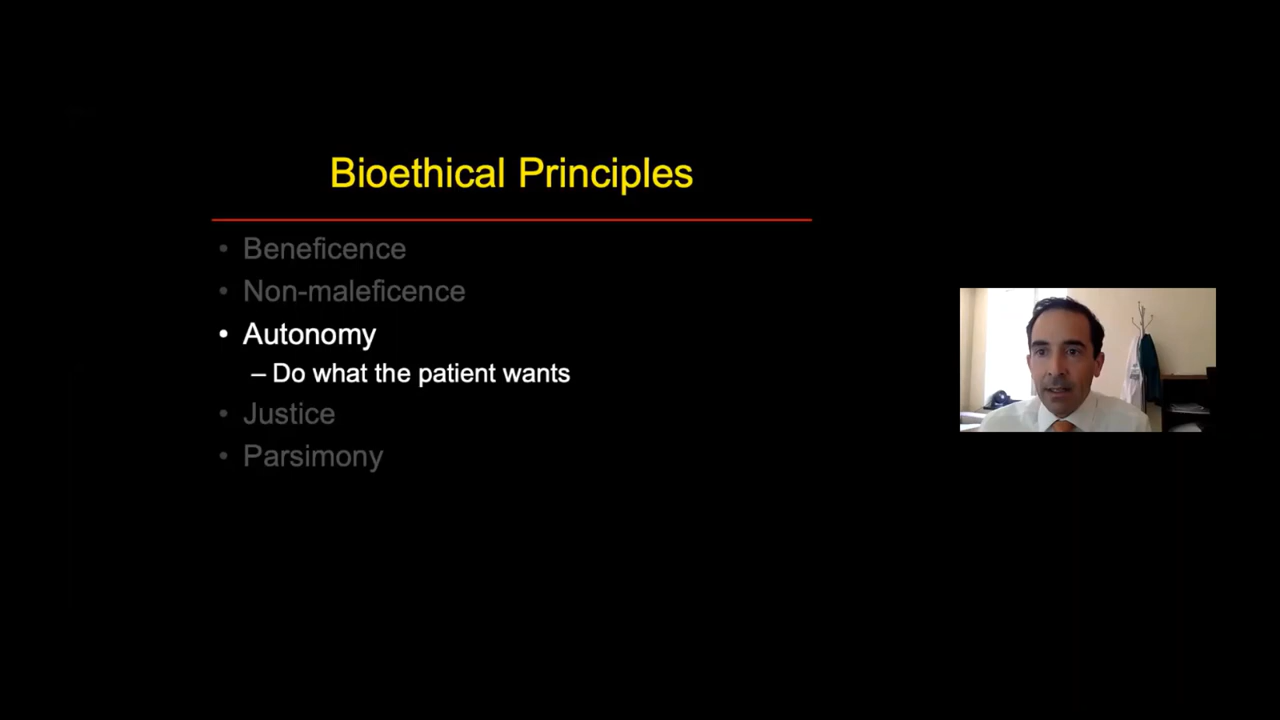 Bioethical Principles
• Beneficence
• Non-maleficence
• Autonomy
– Do what the patient wants
• Justice
• Parsimony